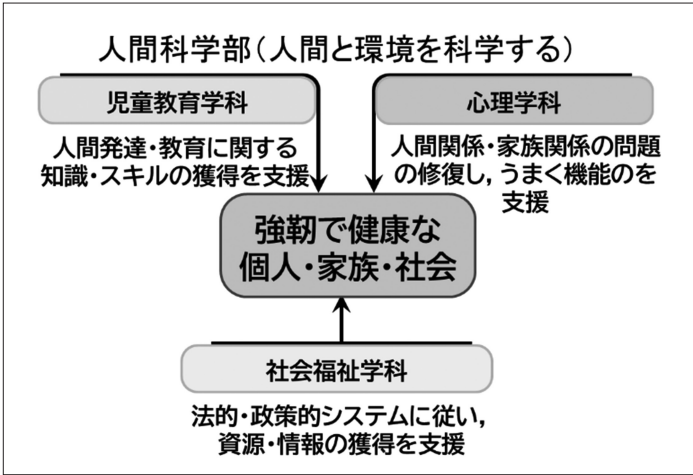 人間科学部（人間と環境を科学する）
児童教育学科
人間発達・教育に関する
知識・スキルの獲得を支援
心理学科
人間関係・家族関係の問題
の修復し，うまく機能のを
支援
強靭で健康な
個人・家族・社会
社会福祉学科
法的・政策的システムに従い，
資源・情報の獲得を支援